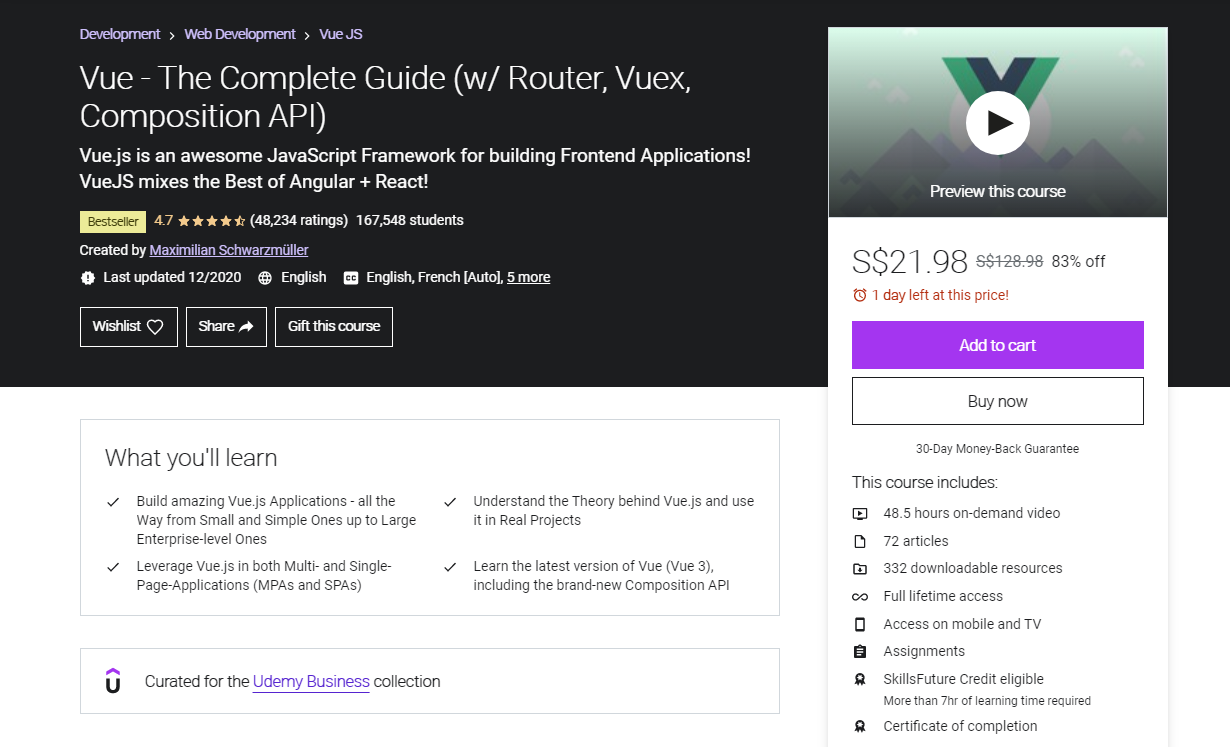 Development › Web Development › Vue JS
Vue - The Complete Guide (w/ Router, Vuex,
Composition API)
Vue.js is an awesome JavaScript Framework for building Frontend Applications!
VueJS mixes the Best of Angular + React!
Bestseller 4.7 (48,234 ratings) 167,548 students
Created by Maximilian Schwarzmüller
Last updated 12/2020 English English, French [Auto], 5 more
Wishlist Share Gift this course
What you'll learn
Build amazing Vue.js Applications - all the
Way from Small and Simple Ones up to Large
Enterprise-level Ones
Understand the Theory behind Vue.js and use
it in Real Projects
Leverage Vue.js in both Multi- and Single-
Page-Applications (MPAs and SPAs)
Learn the latest version of Vue (Vue 3),
including the brand-new Composition API
Curated for the Udemy Business collection
Preview this course
S$21.98 S$128.98 83% off
1 day left at this price!
Add to cart
Buy now
30-Day Money-Back Guarantee
This course includes:
48.5 hours on-demand video
72 articles
332 downloadable resources
Full lifetime access
Access on mobile and TV
Assignments
SkillsFuture Credit eligible
More than 7hr of learning time required
Certificate of completion